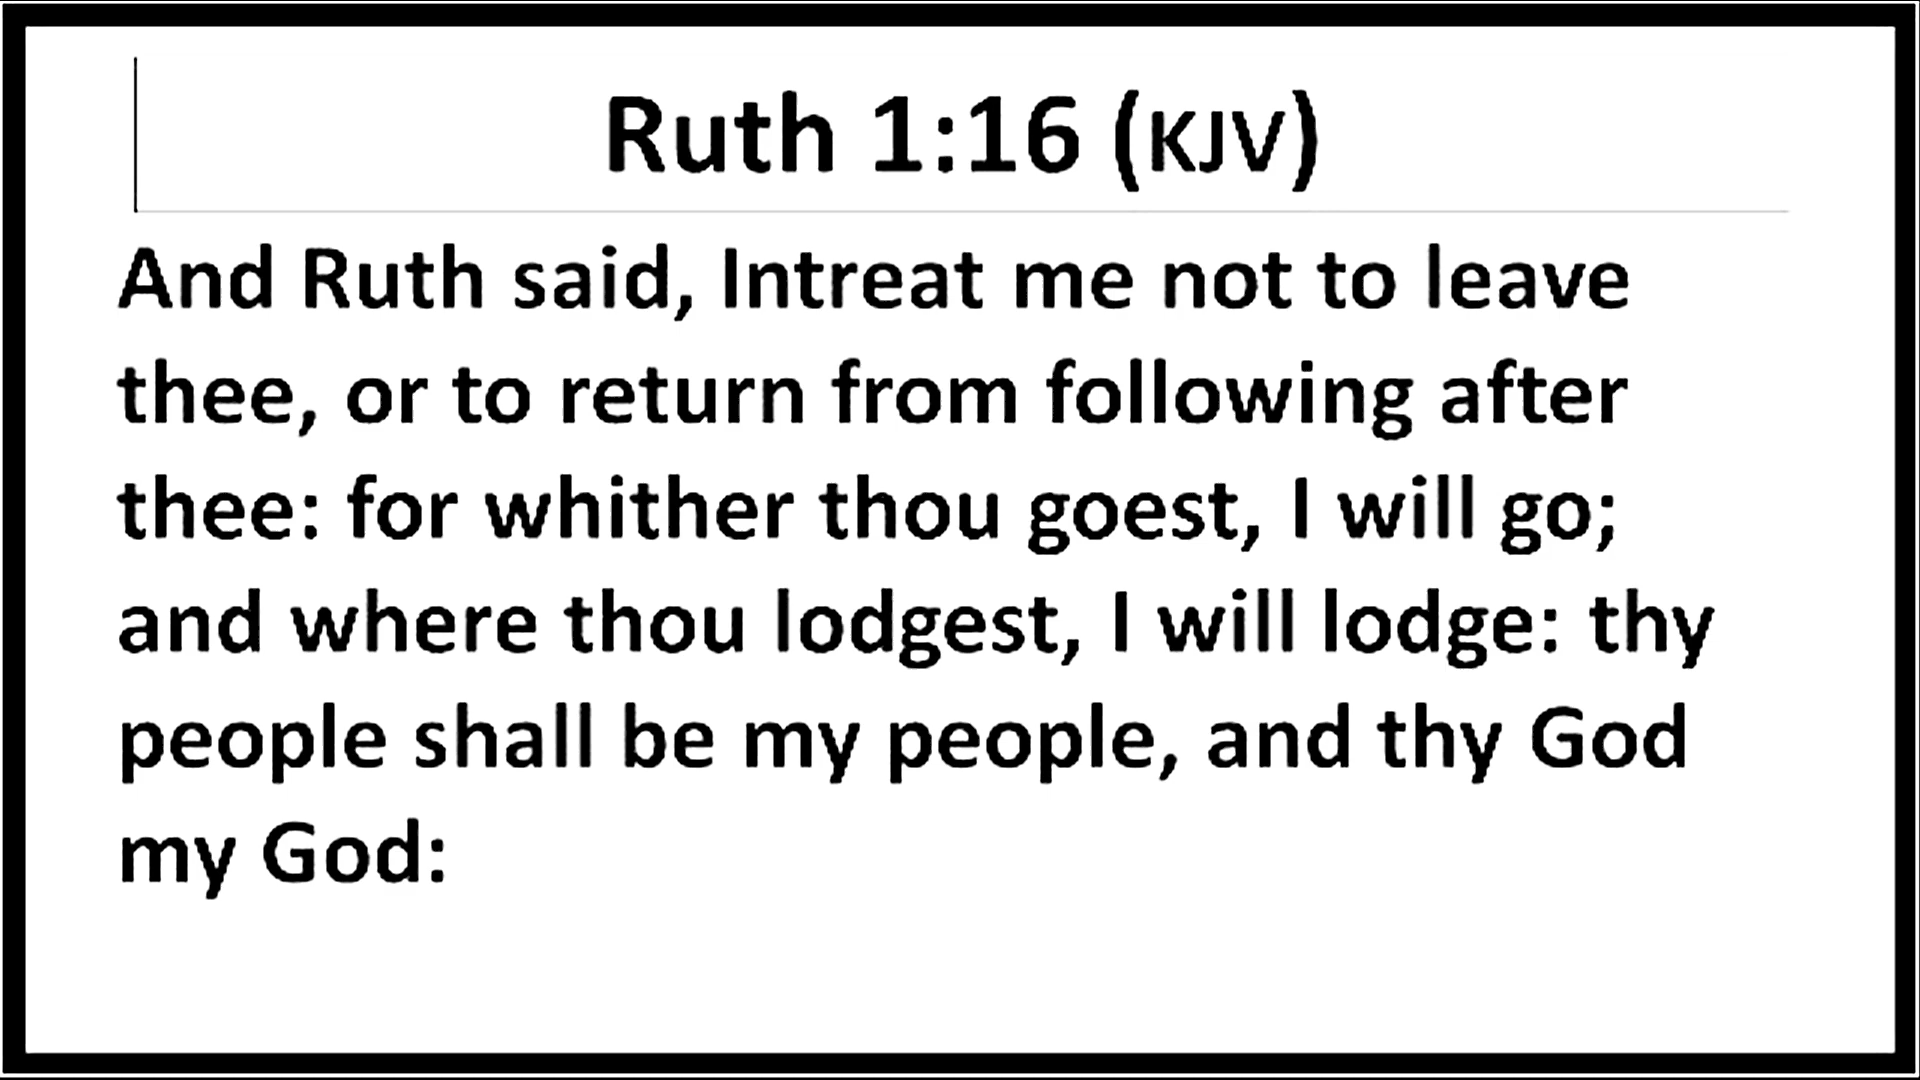 Ruth 1:16 (KJV)
And Ruth said, Intreat me not to leave
thee, or to return from following after
thee: for whither thou goest, I will go;
and where thou lodgest, I will lodge: thy
people shall be my people, and thy God
my God: